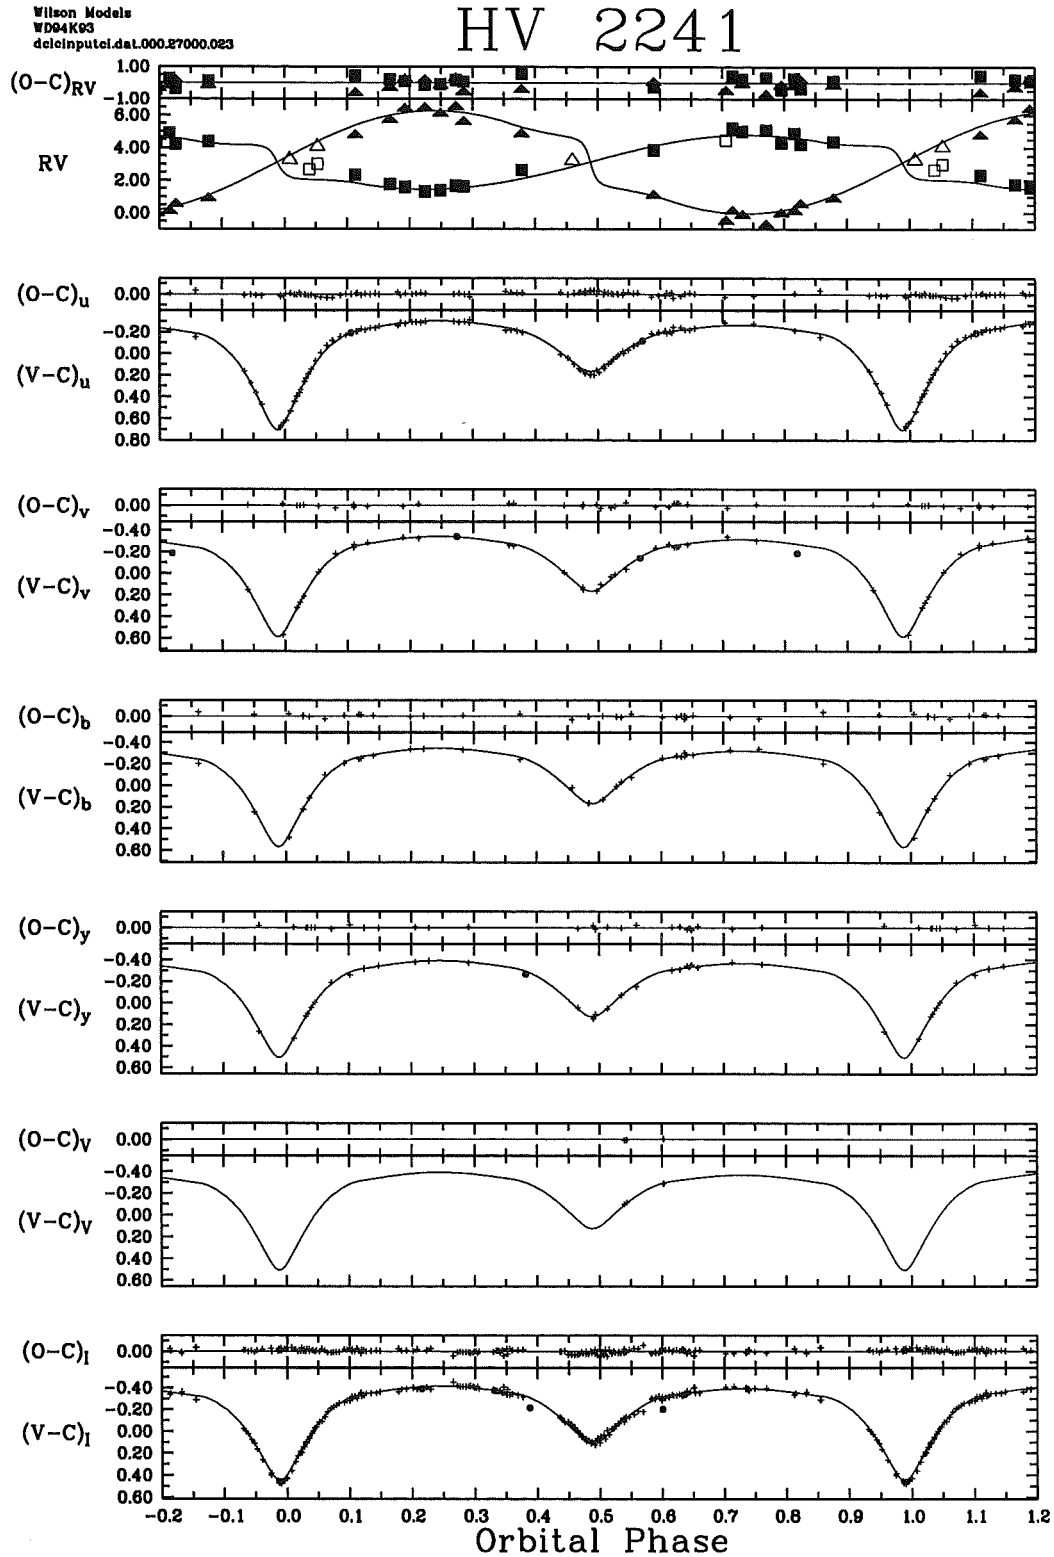 Wilson Models
WD94K93
dclcinputci.dat.000.27000.023
HV 2241
(O-C)RV
1.00
-1.00
RV
6.00
4.00
2.00
0.00
(O-C)u
0.00
(V-C)u
-0.20
0.00
0.20
0.40
0.60
0.80
(O-C)v
0.00
(V-C)v
-0.40
-0.20
0.00
0.20
0.40
0.60
(O-C)b
0.00
(V-C)b
-0.40
-0.20
0.00
0.20
0.40
0.60
(O-C)y
0.00
(V-C)y
-0.40
-0.20
0.00
0.20
0.40
0.60
(O-C)V
0.00
(V-C)V
-0.40
-0.20
0.00
0.20
0.40
0.60
(O-C)I
0.00
(V-C)I
-0.40
-0.20
0.00
0.20
0.40
0.60
-0.2 -0.1 0.0 0.1 0.2 0.3 0.4 0.5 0.6 0.7 0.8 0.9 1.0 1.1 1.2
Orbital Phase